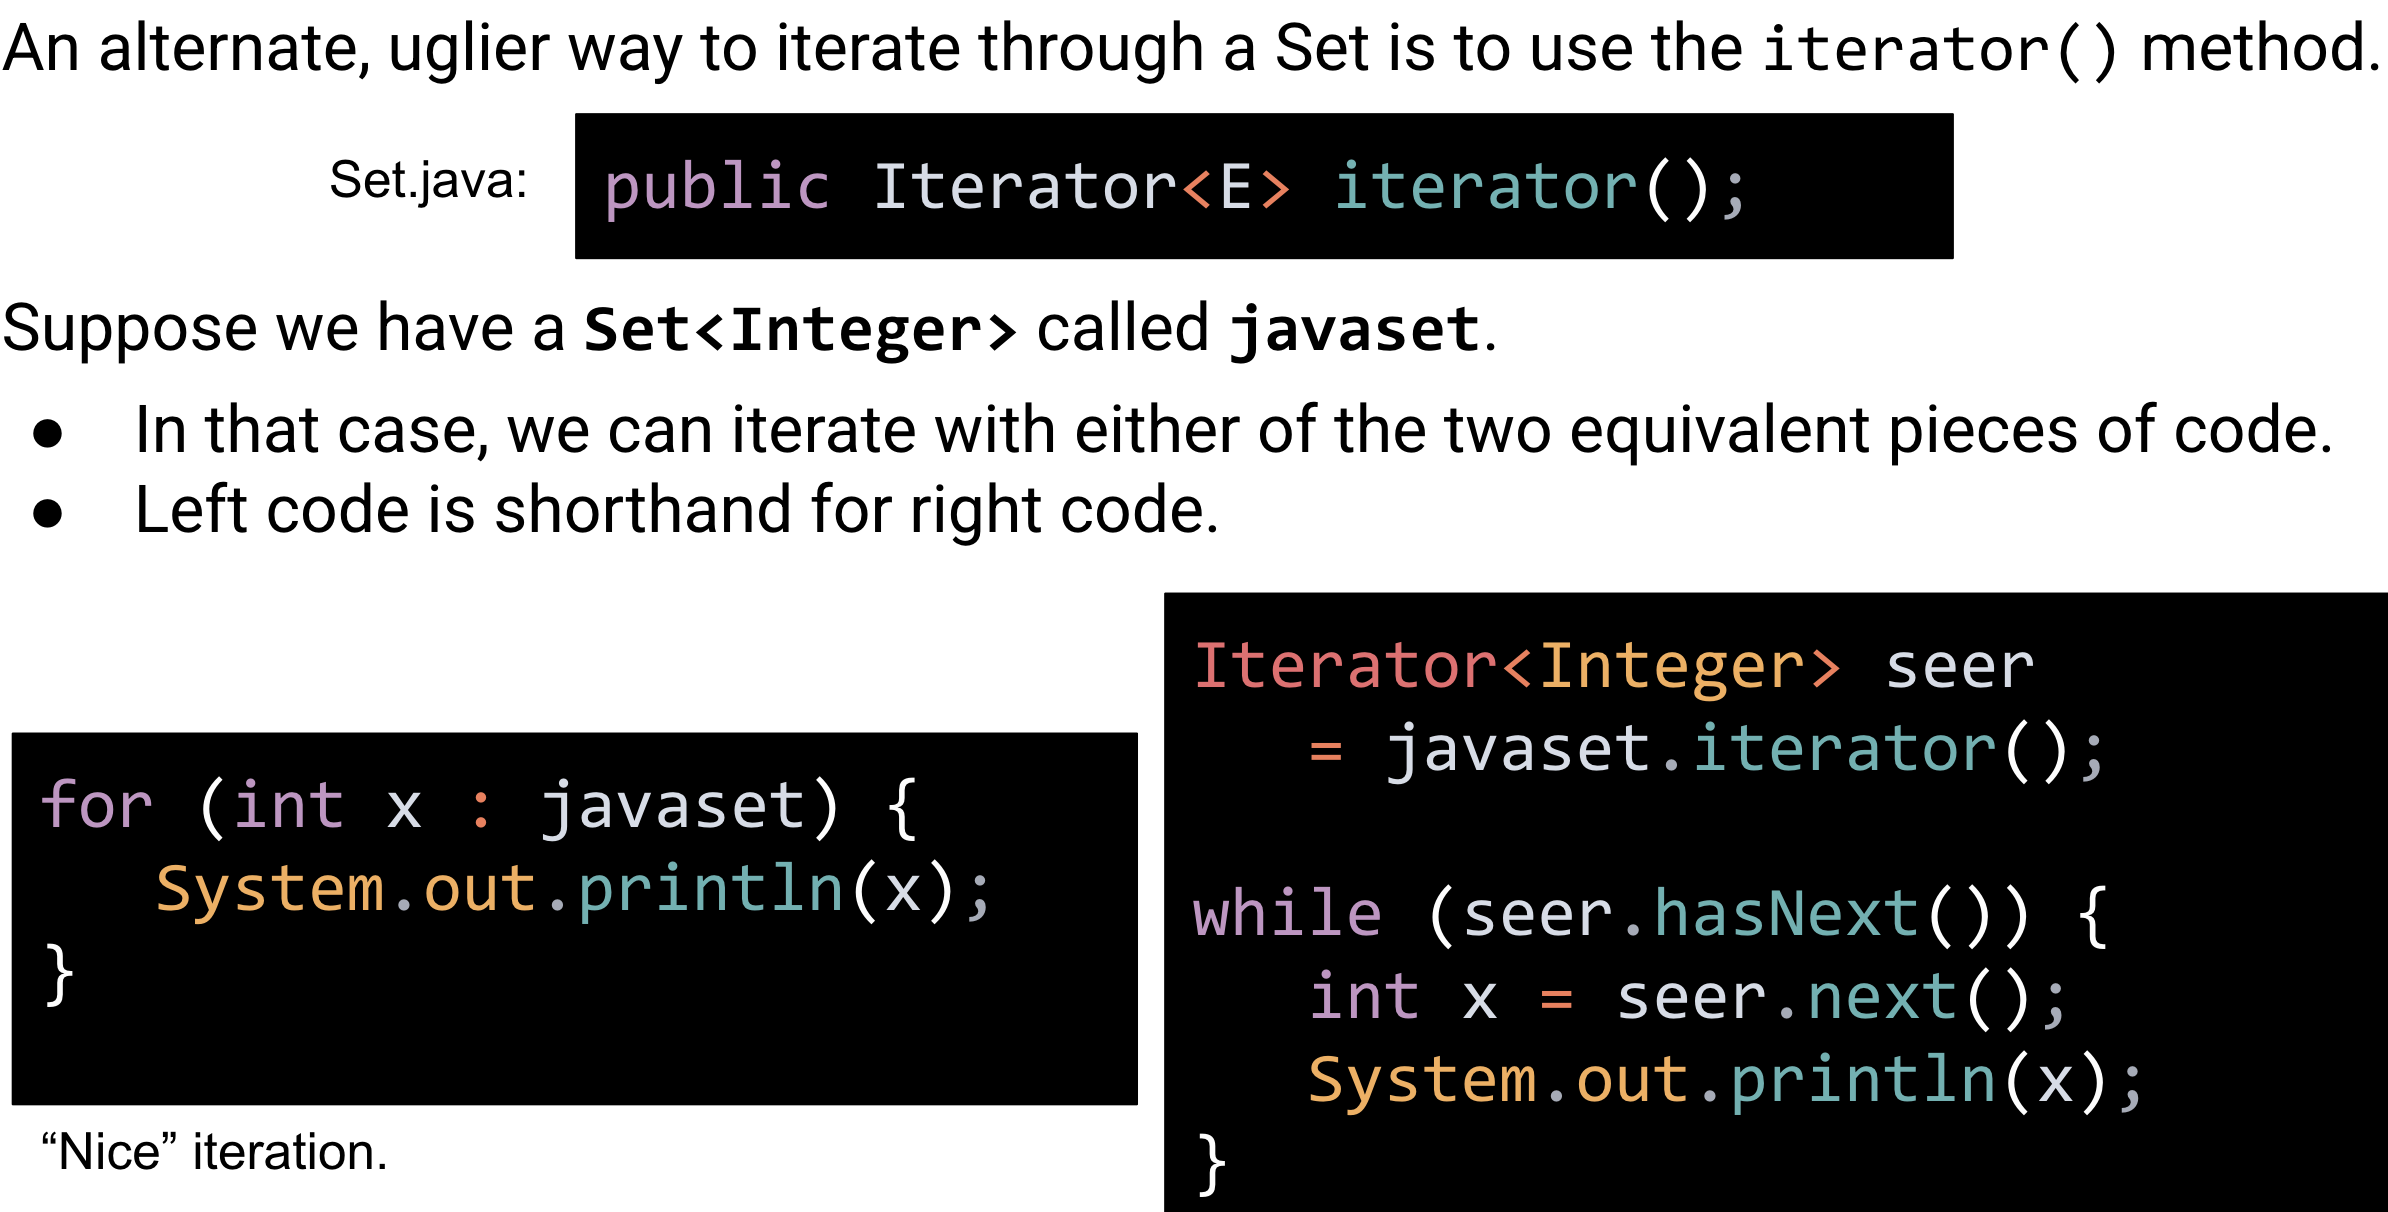 An alternate, uglier way to iterate through a Set is to use the iterator() method.
Set.java:
public Iterator<E> iterator();
Suppose we have a Set<Integer> called javaset.
● In that case, we can iterate with either of the two equivalent pieces of code.
● Left code is shorthand for right code.
for (int x : javaset) {
   System.out.println(x);
}
“Nice” iteration.
Iterator<Integer> seer
   = javaset.iterator();
while (seer.hasNext()) {
   int x = seer.next();
   System.out.println(x);
}